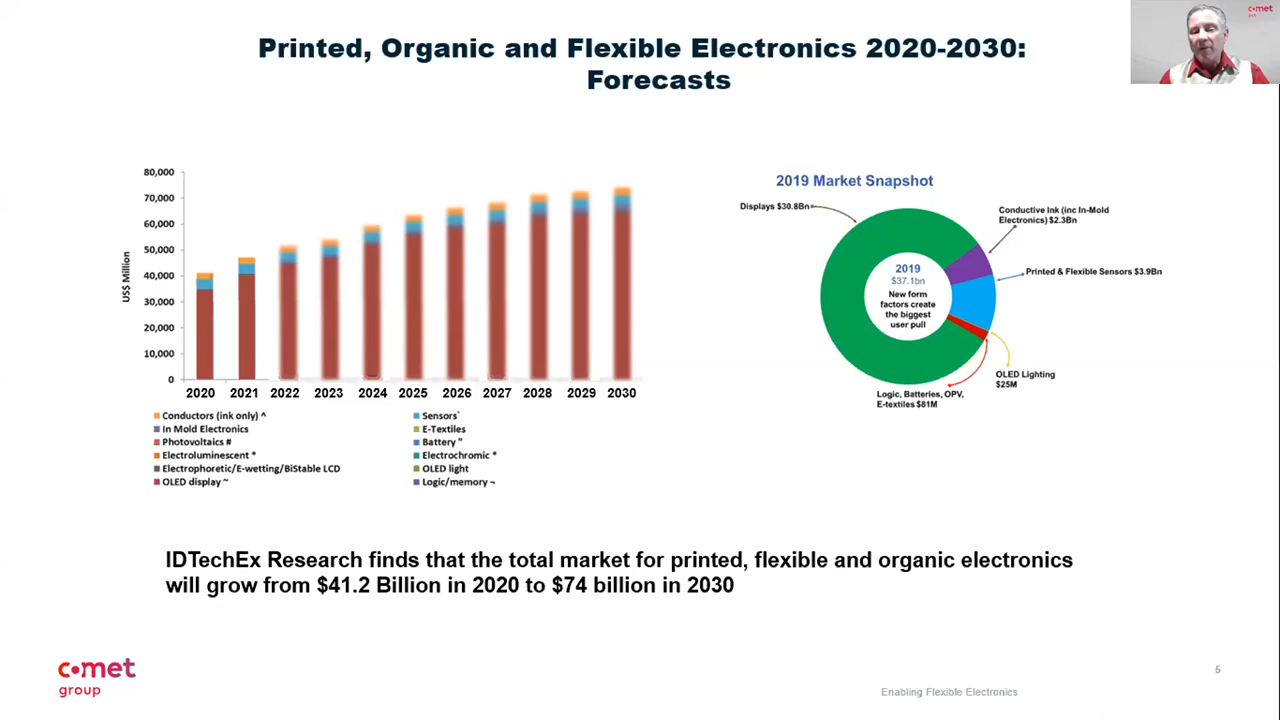 Printed, Organic and Flexible Electronics 2020-2030:
Forecasts
comet
80,000
70,000
60,000
50,000
40,000
30,000
20,000
10,000
0
US$ Million
2020 2021 2022 2023 2024 2025 2026 2027 2028 2029 2030
Conductors (ink only) ^
In Mold Electronics
Photovoltaics #
Electroluminescent *
Electrophoretic/E-wetting/BiStable LCD
OLED display ~
Sensors`
E-Textiles
Battery "
Electrochromic *
OLED light
Logic/memory ¬
2019 Market Snapshot
Displays $30.8Bn
Conductive Ink (inc In-Mold
Electronics) $2.3Bn
Printed & Flexible Sensors $3.9Bn
2019
$37.1bn
New form
factors create
the biggest
user pull
OLED Lighting
$25M
Logic, Batteries, OPV,
E-textiles $81M
IDTechEx Research finds that the total market for printed, flexible and organic electronics
will grow from $41.2 Billion in 2020 to $74 billion in 2030
comet
group
5
Enabling Flexible Electronics